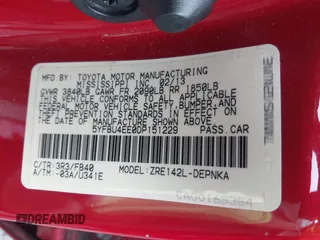 MFD. BY: TOYOTA MOTOR MANUFACTURING
MISSISSIPPI INC. 02/13
GVWR 3840LB GAWR FR 2090LB RR 1850LB
THIS VEHICLE CONFORMS TO ALL APPLICABLE
FEDERAL MOTOR VEHICLE SAFETY, BUMPER, AND
THEFT PREVENTION STANDARDS IN EFFECT ON
THE DATE OF MANUFACTURE SHOWN ABOVE.
5YFBU4EE0DP151229 PASS.CAR
C/TR: 3R3/FB40
A/TM: -03A/U341E
MODEL: ZRE142L-DEPNKA
AutoBidMaster